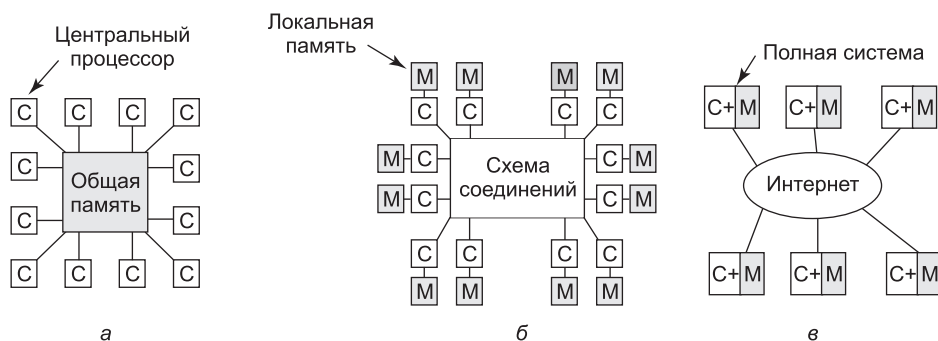 Центральный
процессор
C C C C
C C
C C
C C C C
Общая
память
а
Локальная
память
M M M M
C C C C
M C C M
M C C M
C C C C
M M M M
Схема
соединений
б
Полная система
C+ M C+ M C+ M
Интернет
C+ M C+ M C+ M
в